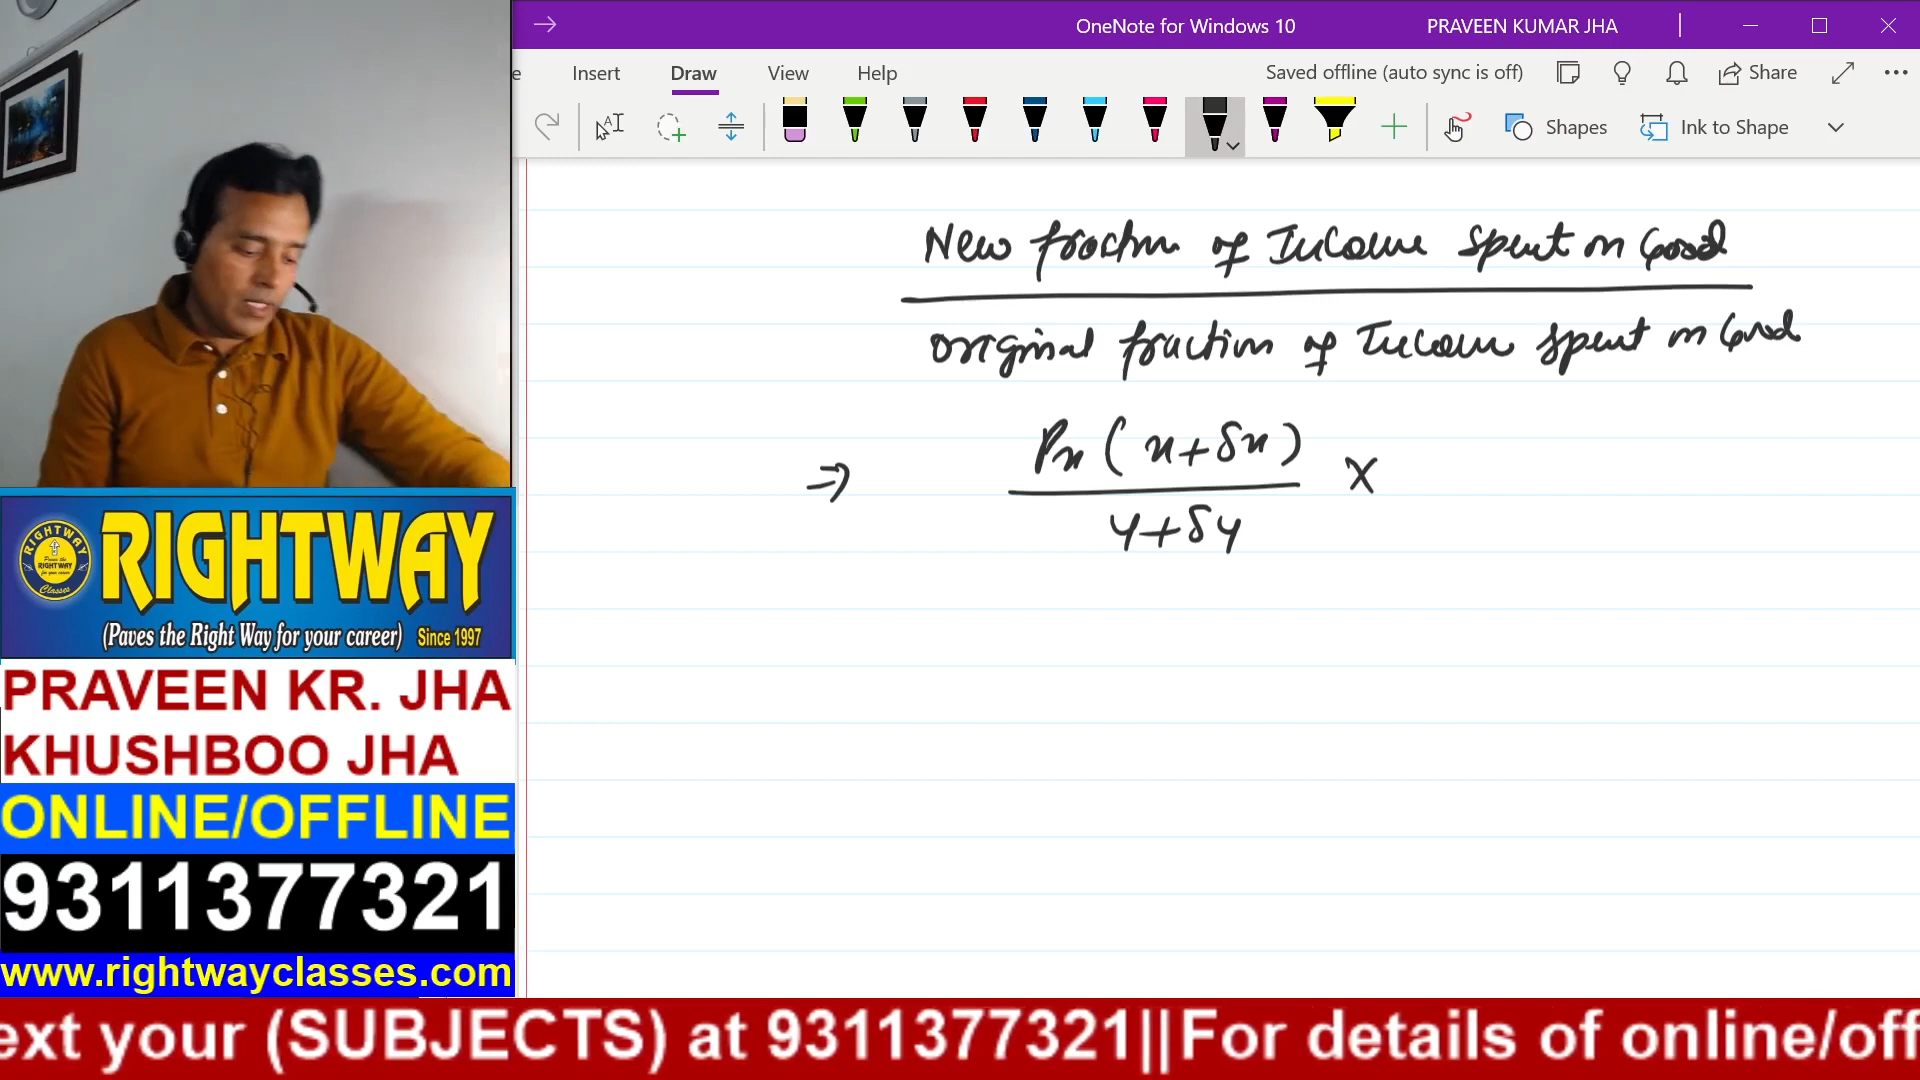 OneNote for Windows 10
PRAVEEN KUMAR JHA
Insert Draw View Help
Saved offline (auto sync is off)
Share
Shapes
Ink to Shape
New fraction of Income Spent on Good
original fraction of Income Spent on Good
⇒ Px ( x+δx ) ×
y+δy
RIGHTWAY
Classes
RIGHTWAY
(Paves the Right Way for your career) Since 1997
PRAVEEN KR. JHA
KHUSHBOO JHA
ONLINE/OFFLINE
9311377321
www.rightwayclasses.com
ext your (SUBJECTS) at 9311377321||For details of online/off